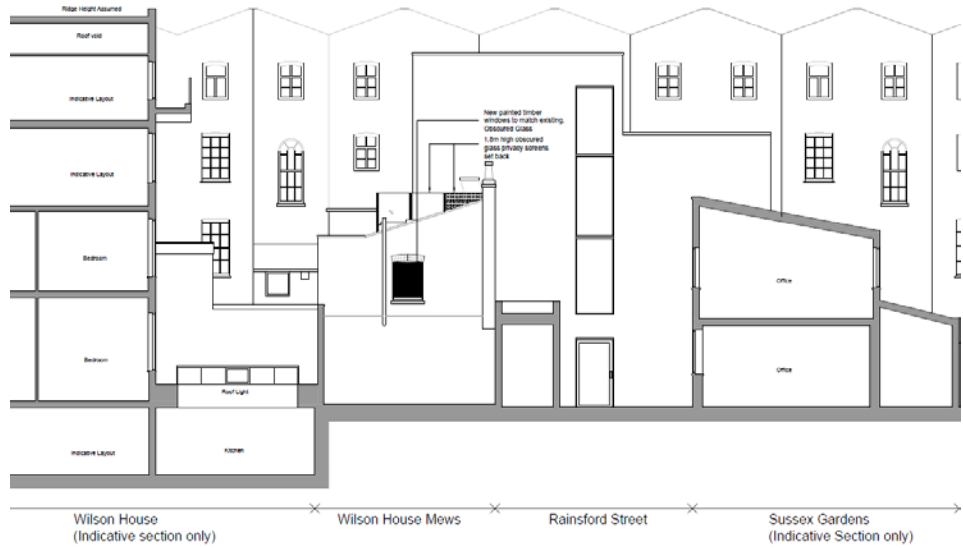 Ridge Height Assumed
Roof void
Indicative Layout
New painted timber
windows to match existing.
Obscured Glass
1.8m high obscured
glass privacy screens
set back
Indicative Layout
Bedroom
Office
Bedroom
Office
Roof Light
Indicative Layout
Kitchen
Wilson House
(Indicative section only)
Wilson House Mews
Rainsford Street
Sussex Gardens
(Indicative Section only)